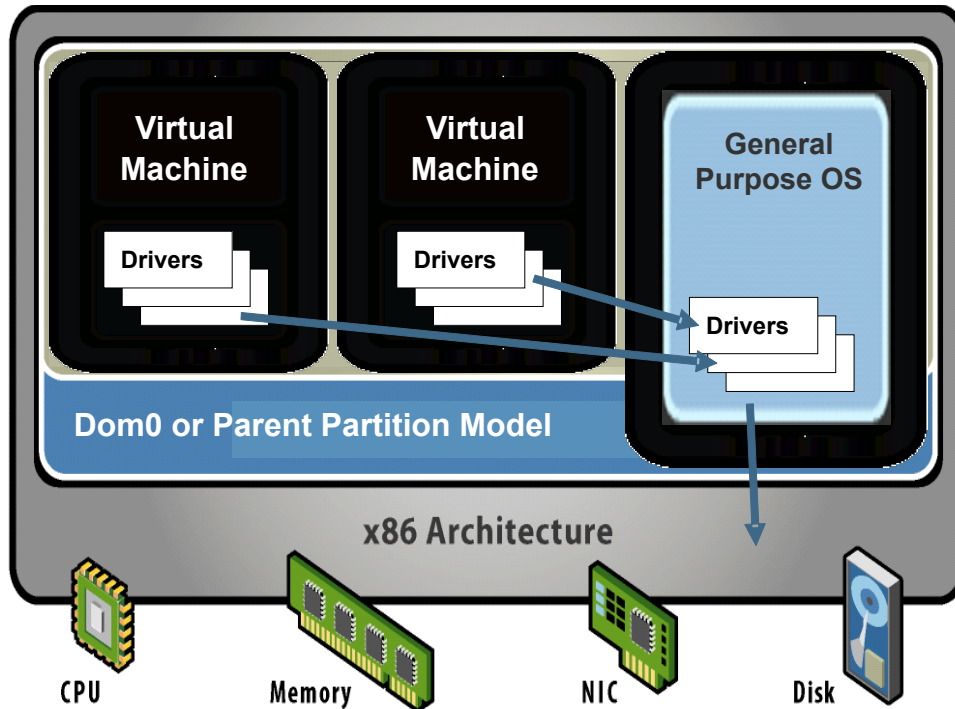 Virtual
Machine
Virtual
Machine
General
Purpose OS
Drivers
Drivers
Drivers
Dom0 or Parent Partition Model
x86 Architecture
CPU
Memory
NIC
Disk